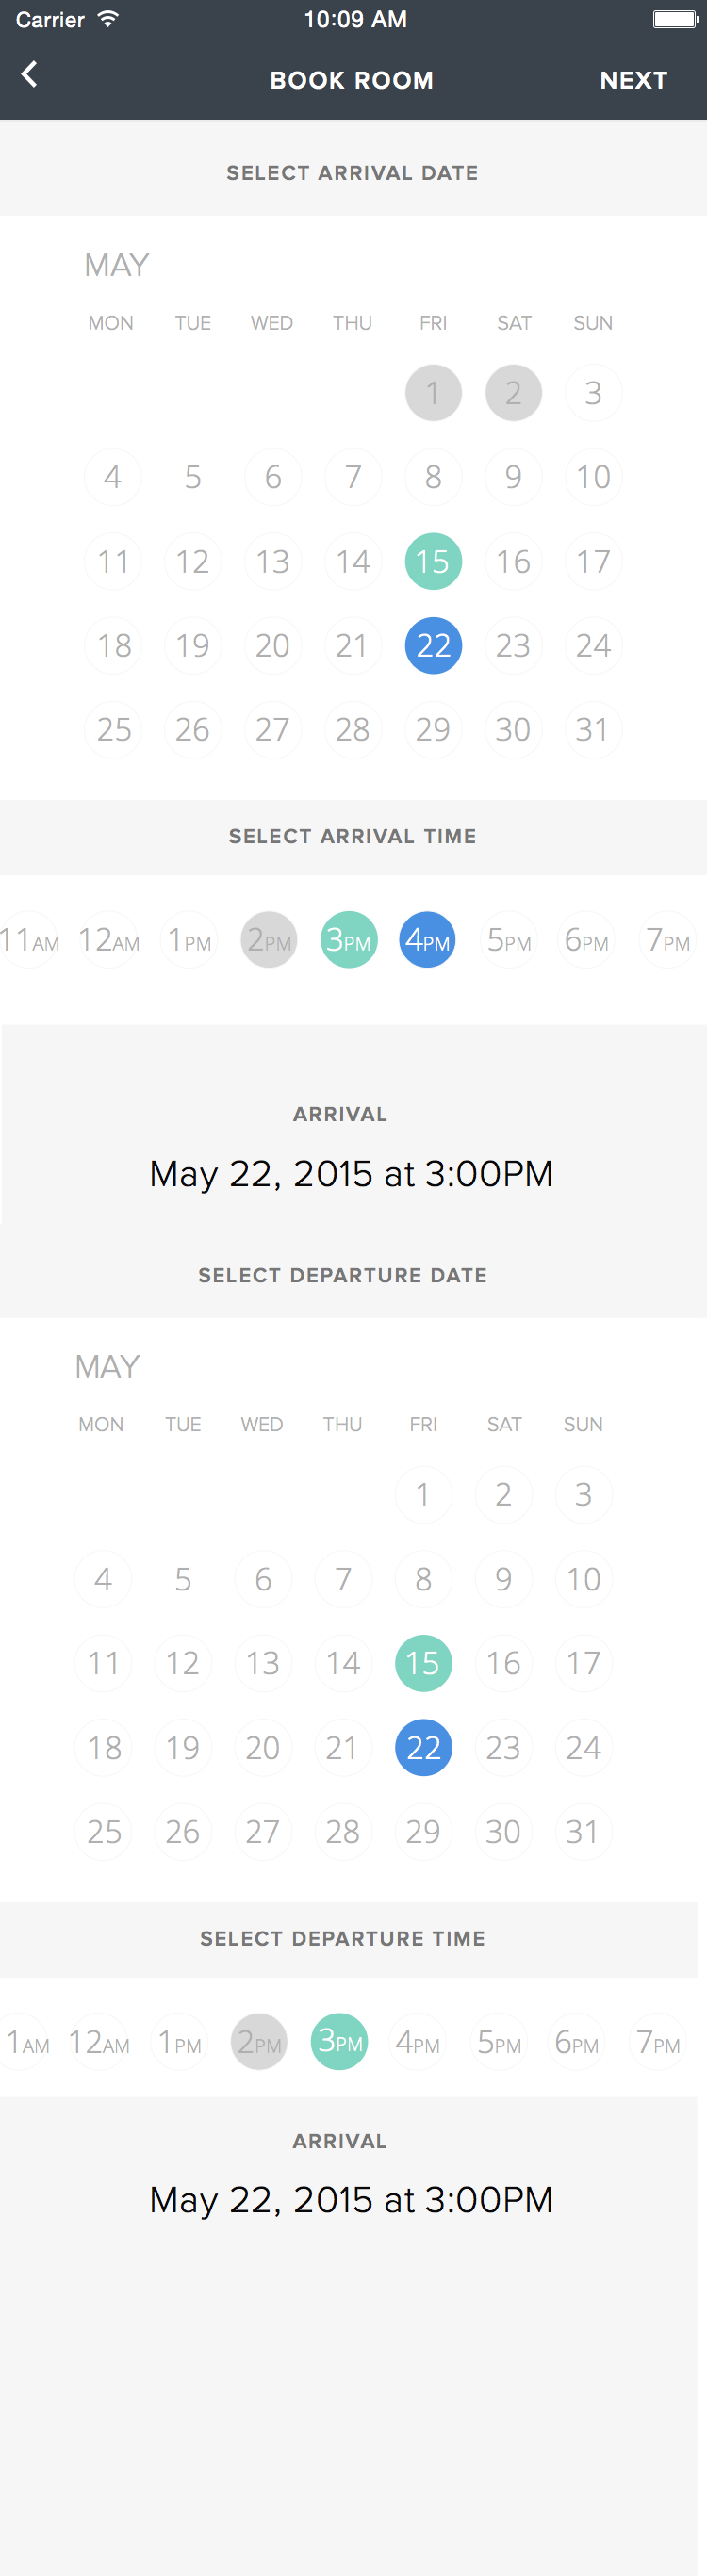 Carrier 10:09 AM
BOOK ROOM NEXT
SELECT ARRIVAL DATE
MAY
MON TUE WED THU FRI SAT SUN
1 2 3
4 5 6 7 8 9 10
11 12 13 14 15 16 17
18 19 20 21 22 23 24
25 26 27 28 29 30 31
SELECT ARRIVAL TIME
11AM 12AM 1PM 2PM 3PM 4PM 5PM 6PM 7PM
ARRIVAL
May 22, 2015 at 3:00PM
SELECT DEPARTURE DATE
MAY
MON TUE WED THU FRI SAT SUN
1 2 3
4 5 6 7 8 9 10
11 12 13 14 15 16 17
18 19 20 21 22 23 24
25 26 27 28 29 30 31
SELECT DEPARTURE TIME
1AM 12AM 1PM 2PM 3PM 4PM 5PM 6PM 7PM
ARRIVAL
May 22, 2015 at 3:00PM